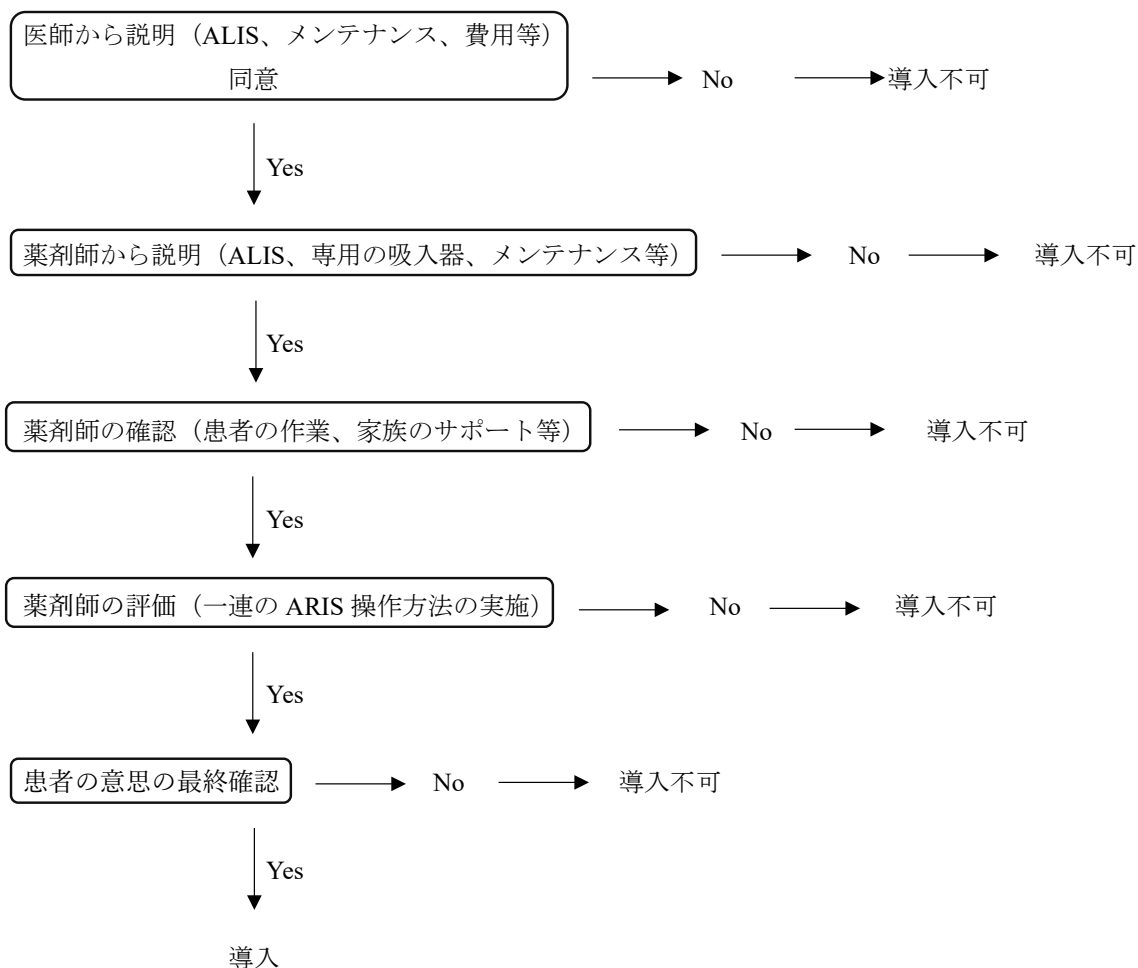 医師から説明（ALIS、メンテナンス、費用等）
同意
No
導入不可
Yes
薬剤師から説明（ALIS、専用の吸入器、メンテナンス等）
No
導入不可
Yes
薬剤師の確認（患者の作業、家族のサポート等）
No
導入不可
Yes
薬剤師の評価（一連の ARIS 操作方法の実施）
No
導入不可
Yes
患者の意思の最終確認
No
導入不可
Yes
導入